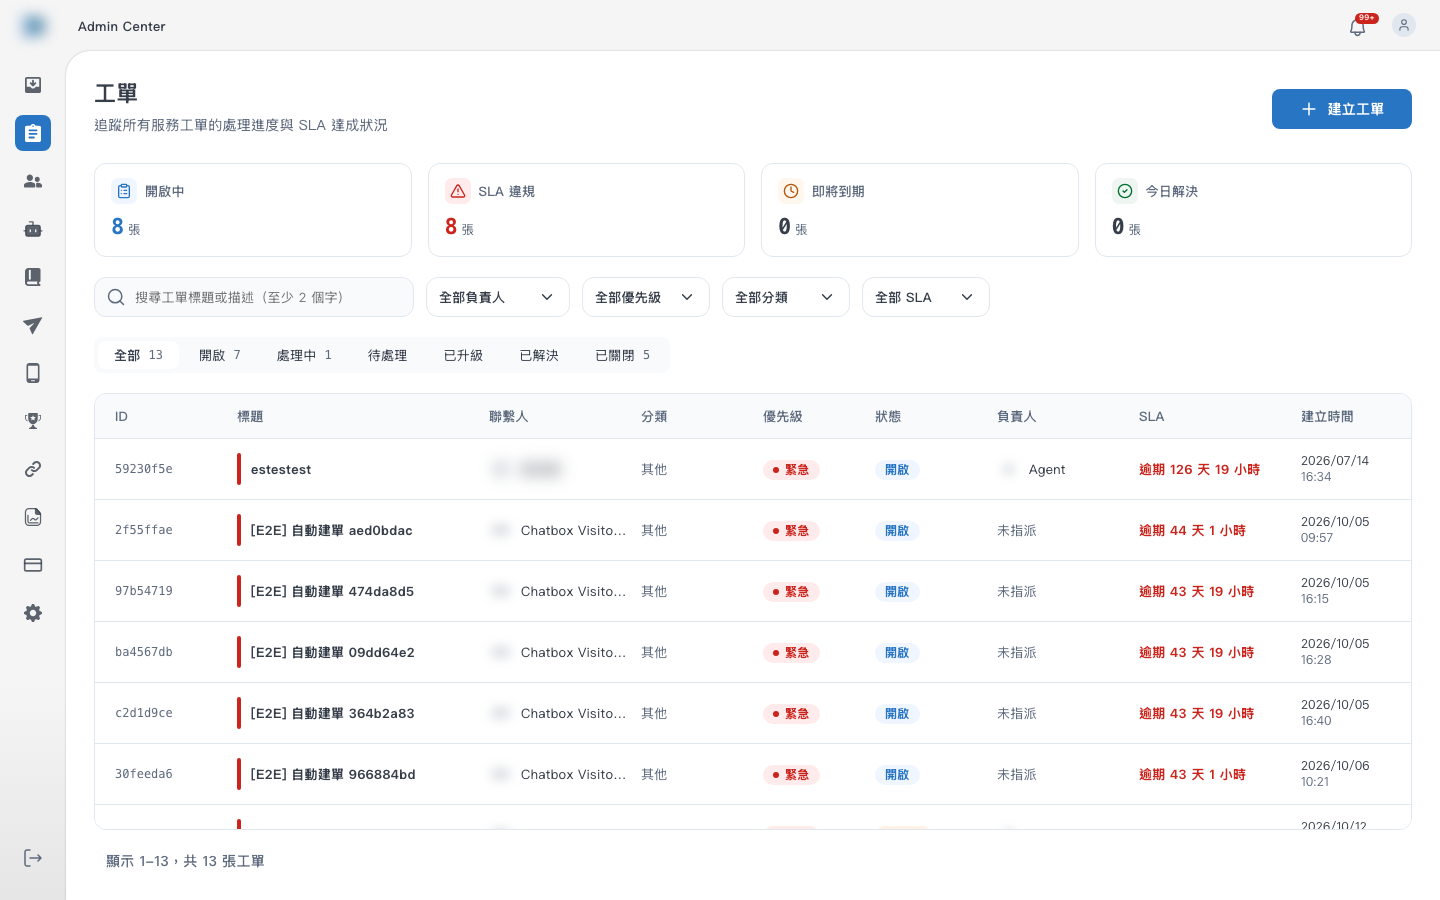 Admin Center
99+
工單
追蹤所有服務工單的處理進度與 SLA 達成狀況
建立工單
開啟中
8 張
SLA 違規
8 張
即將到期
0 張
今日解決
0 張
搜尋工單標題或描述（至少 2 個字）
全部負責人
全部優先級
全部分類
全部 SLA
全部 13
開啟 7
處理中 1
待處理
已升級
已解決
已關閉 5
ID 標題 聯繫人 分類 優先級 狀態 負責人 SLA 建立時間
59230f5e estestest 其他 緊急 開啟 Agent 逾期 126 天 19 小時 2026/07/14
16:34
2f55ffae [E2E] 自動建單 aed0bdac Chatbox Visito... 其他 緊急 開啟 未指派 逾期 44 天 1 小時 2026/10/05
09:57
97b54719 [E2E] 自動建單 474da8d5 Chatbox Visito... 其他 緊急 開啟 未指派 逾期 43 天 19 小時 2026/10/05
16:15
ba4567db [E2E] 自動建單 09dd64e2 Chatbox Visito... 其他 緊急 開啟 未指派 逾期 43 天 19 小時 2026/10/05
16:28
c2d1d9ce [E2E] 自動建單 364b2a83 Chatbox Visito... 其他 緊急 開啟 未指派 逾期 43 天 19 小時 2026/10/05
16:40
30feeda6 [E2E] 自動建單 966884bd Chatbox Visito... 其他 緊急 開啟 未指派 逾期 43 天 1 小時 2026/10/06
10:21
2026/10/12
顯示 1–13，共 13 張工單